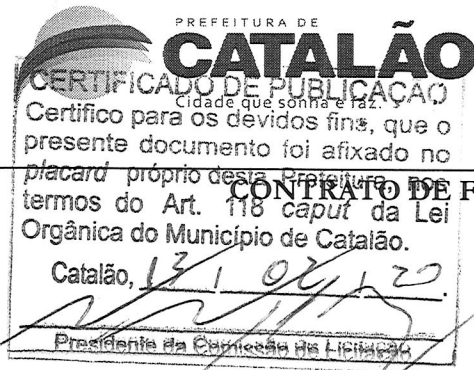 PREFEITURA DE
CATALÃO
Cidade que sonha e faz.
CERTIFICADO DE PUBLICAÇÃO
Certifico para os devidos fins, que o
presente documento foi afixado no
placard próprio desta Prefeitura nos
termos do Art. 118 caput da Lei
Orgânica do Município de Catalão.
Catalão, 13 / 02 / 20.
Presidente da Comissão de Licitação
CONTRATO DE F